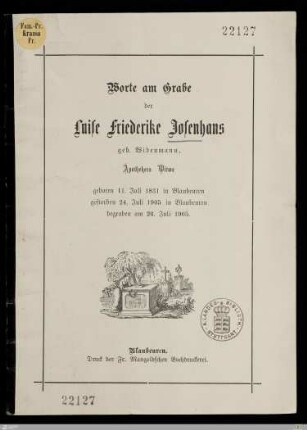 Fam. Pr.
Kraus
Fr.
22127
Worte am Grabe
der
Luise Friederike Josenhans
geb. Widenmann,
Apothekers Witwe
geboren 11. Juli 1831 in Blaubeuren
gestorben 24. Juli 1905 in Blaubeuren
begraben am 26. Juli 1905.
Blaubeuren.
Druck der Fr. Mangold'schen Buchdruckerei.
22127